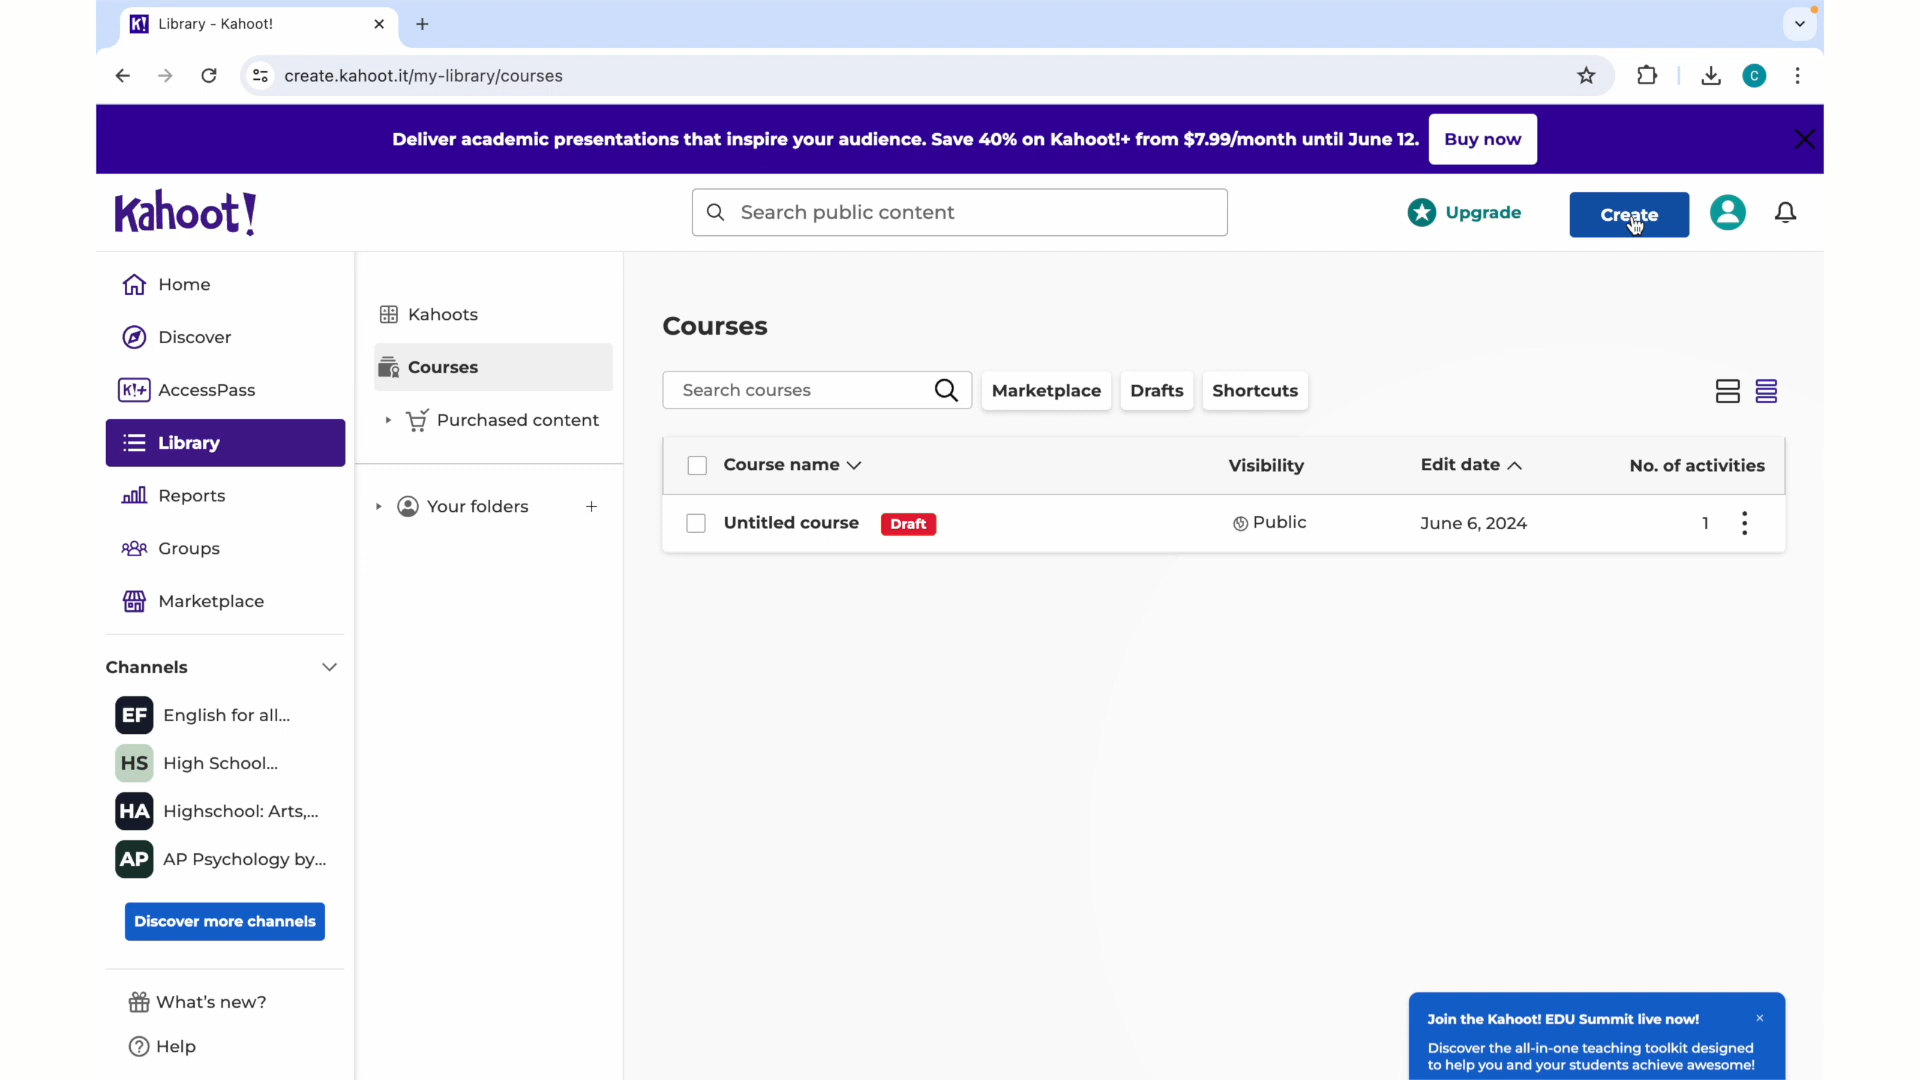 Library - Kahoot!
create.kahoot.it/my-library/courses
C
Deliver academic presentations that inspire your audience. Save 40% on Kahoot!+ from $7.99/month until June 12.
Buy now
Kahoot!
Search public content
Upgrade
Create
Home
Discover
K!+ AccessPass
Library
Reports
Groups
Marketplace
Channels
EF English for all...
HS High School...
HA Highschool: Arts,...
AP AP Psychology by...
Discover more channels
What's new?
Help
Kahoots
Courses
Purchased content
Your folders
Courses
Search courses
Marketplace
Drafts
Shortcuts
Course name Visibility Edit date No. of activities
Untitled course Draft Public June 6, 2024 1
Join the Kahoot! EDU Summit live now!
Discover the all-in-one teaching toolkit designed
to help you and your students achieve awesome!